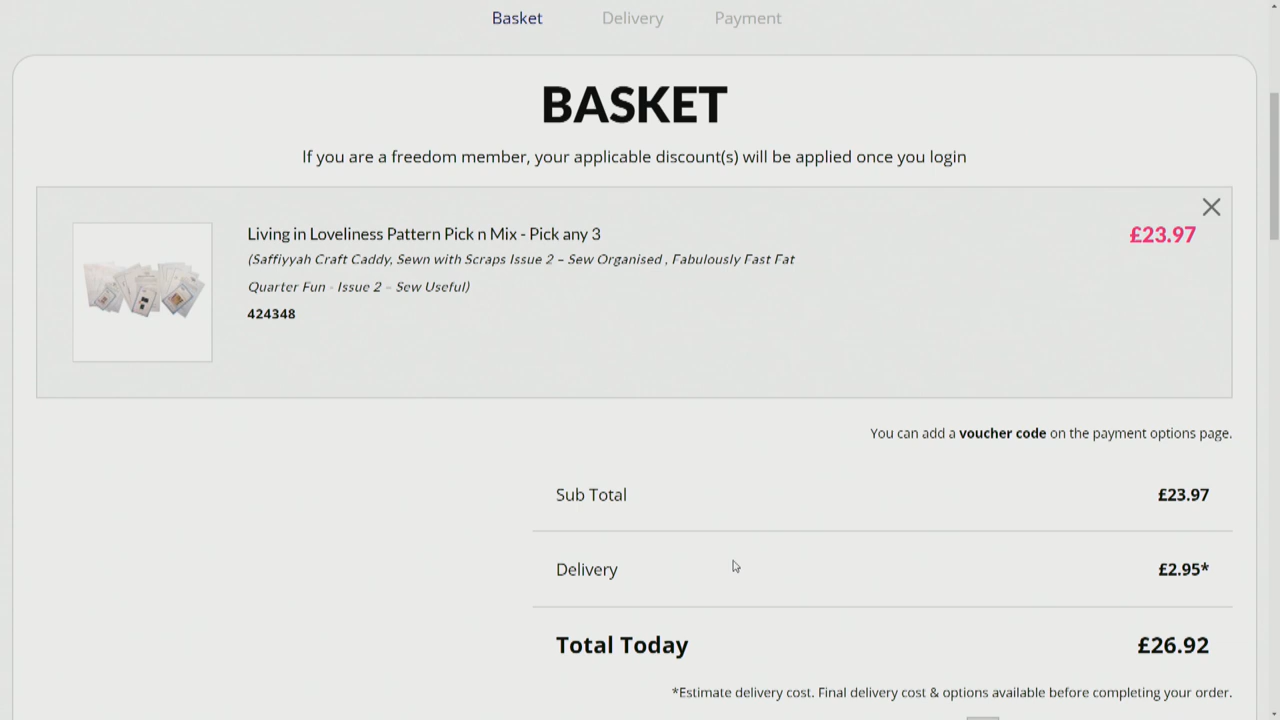 Basket Delivery Payment
BASKET
If you are a freedom member, your applicable discount(s) will be applied once you login
Living in Loveliness Pattern Pick n Mix - Pick any 3 £23.97
(Saffiyyah Craft Caddy, Sewn with Scraps Issue 2 – Sew Organised , Fabulously Fast Fat
Quarter Fun - Issue 2 – Sew Useful)
424348
You can add a voucher code on the payment options page.
Sub Total £23.97
Delivery £2.95*
Total Today £26.92
*Estimate delivery cost. Final delivery cost & options available before completing your order.